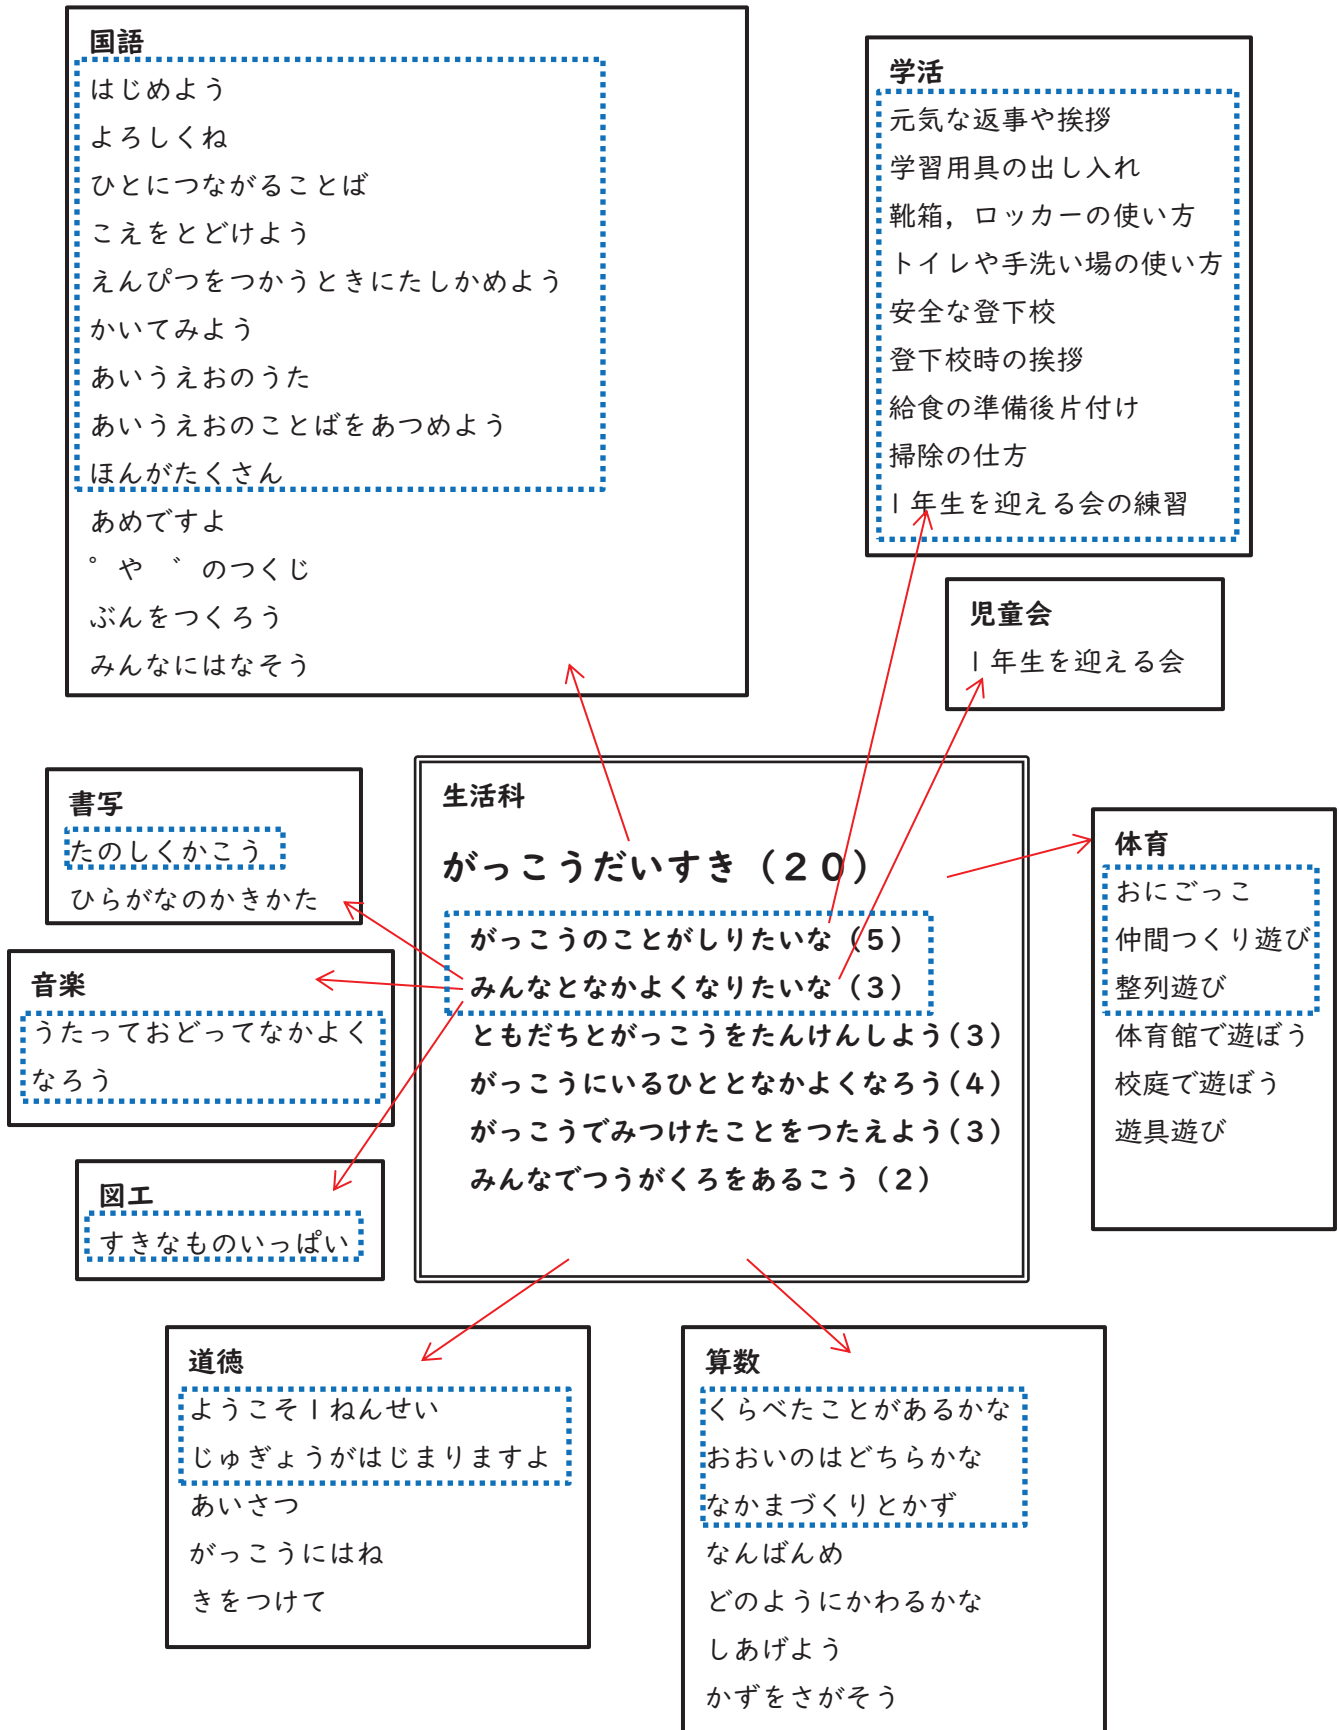 国語
はじめよう
よろしくね
ひとにつながることば
こえをとどけよう
えんぴつをつかうときにたしかめよう
かいてみよう
あいうえおのうた
あいうえおのことばをあつめよう
ほんがたくさん
あめですよ
゜や ゛のつくじ
ぶんをつくろう
みんなにはなそう
学活
元気な返事や挨拶
学習用具の出し入れ
靴箱，ロッカーの使い方
トイレや手洗い場の使い方
安全な登下校
登下校時の挨拶
給食の準備後片付け
掃除の仕方
１年生を迎える会の練習
児童会
１年生を迎える会
書写
たのしくかこう
ひらがなのかきかた
音楽
うたっておどってなかよく
なろう
図工
すきなものいっぱい
生活科
がっこうだいすき（２０）
がっこうのことがしりたいな（５）
みんなとなかよくなりたいな（３）
ともだちとがっこうをたんけんしよう（３）
がっこうにいるひととなかよくなろう（４）
がっこうでみつけたことをつたえよう（３）
みんなでつうがくろをあるこう（２）
体育
おにごっこ
仲間つくり遊び
整列遊び
体育館で遊ぼう
校庭で遊ぼう
遊具遊び
道徳
ようこそ１ねんせい
じゅぎょうがはじまりますよ
あいさつ
がっこうにはね
きをつけて
算数
くらべたことがあるかな
おおいのはどちらかな
なかまづくりとかず
なんばんめ
どのようにかわるかな
しあげよう
かずをさがそう